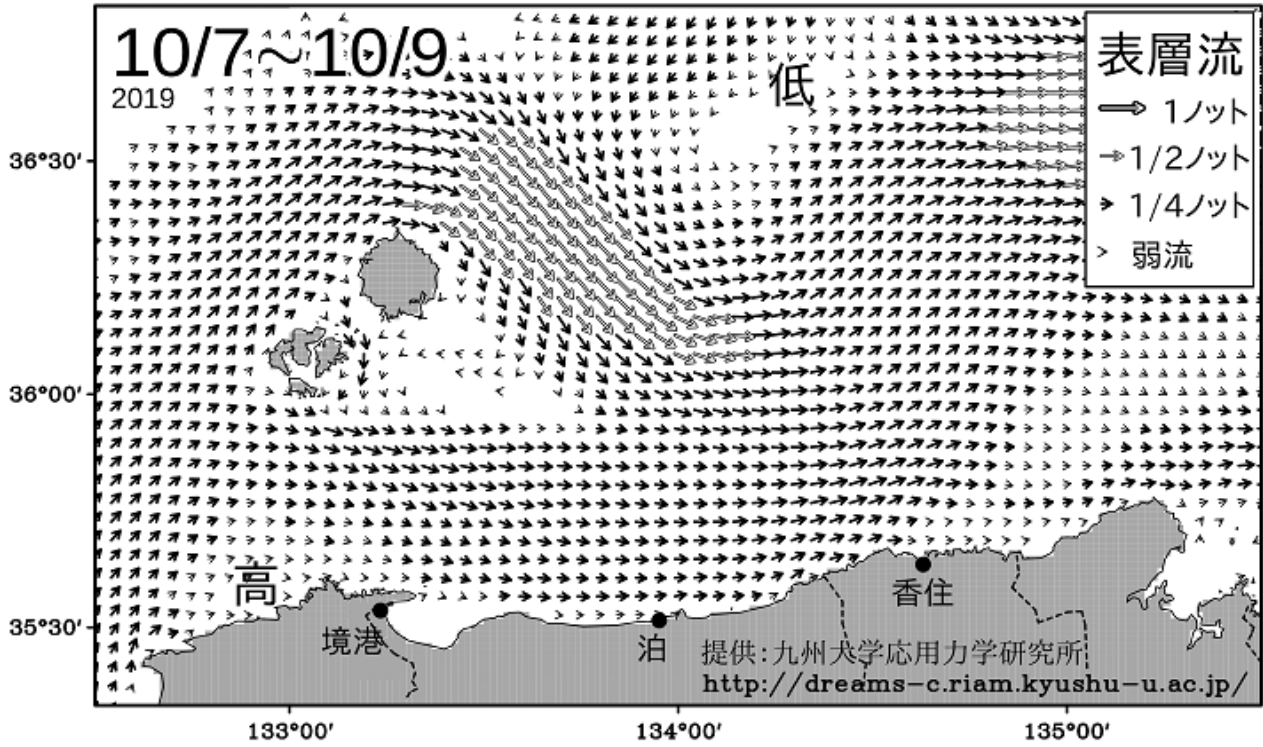 10/7～10/9
2019
低
表層流
1ノット
1/2ノット
1/4ノット
弱流
36°30′
36°00′
35°30′
高
境港
泊
香住
提供:九州大学応用力学研究所
http://dreams-c.riam.kyushu-u.ac.jp/
133°00′
134°00′
135°00′